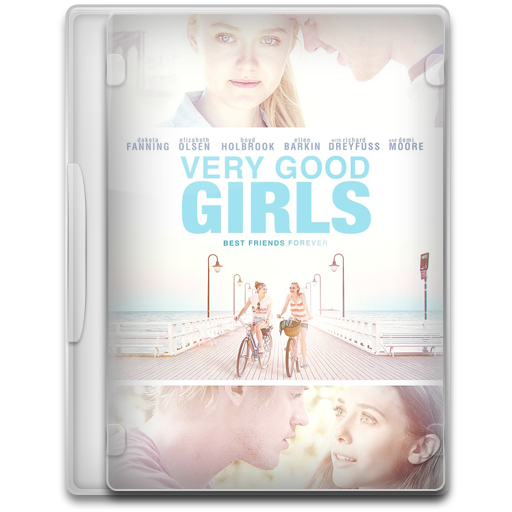 dakota elizabeth boyd ellen with richard and demi
FANNING OLSEN HOLBROOK BARKIN DREYFUSS MOORE
VERY GOOD
GIRLS
BEST FRIENDS FOREVER